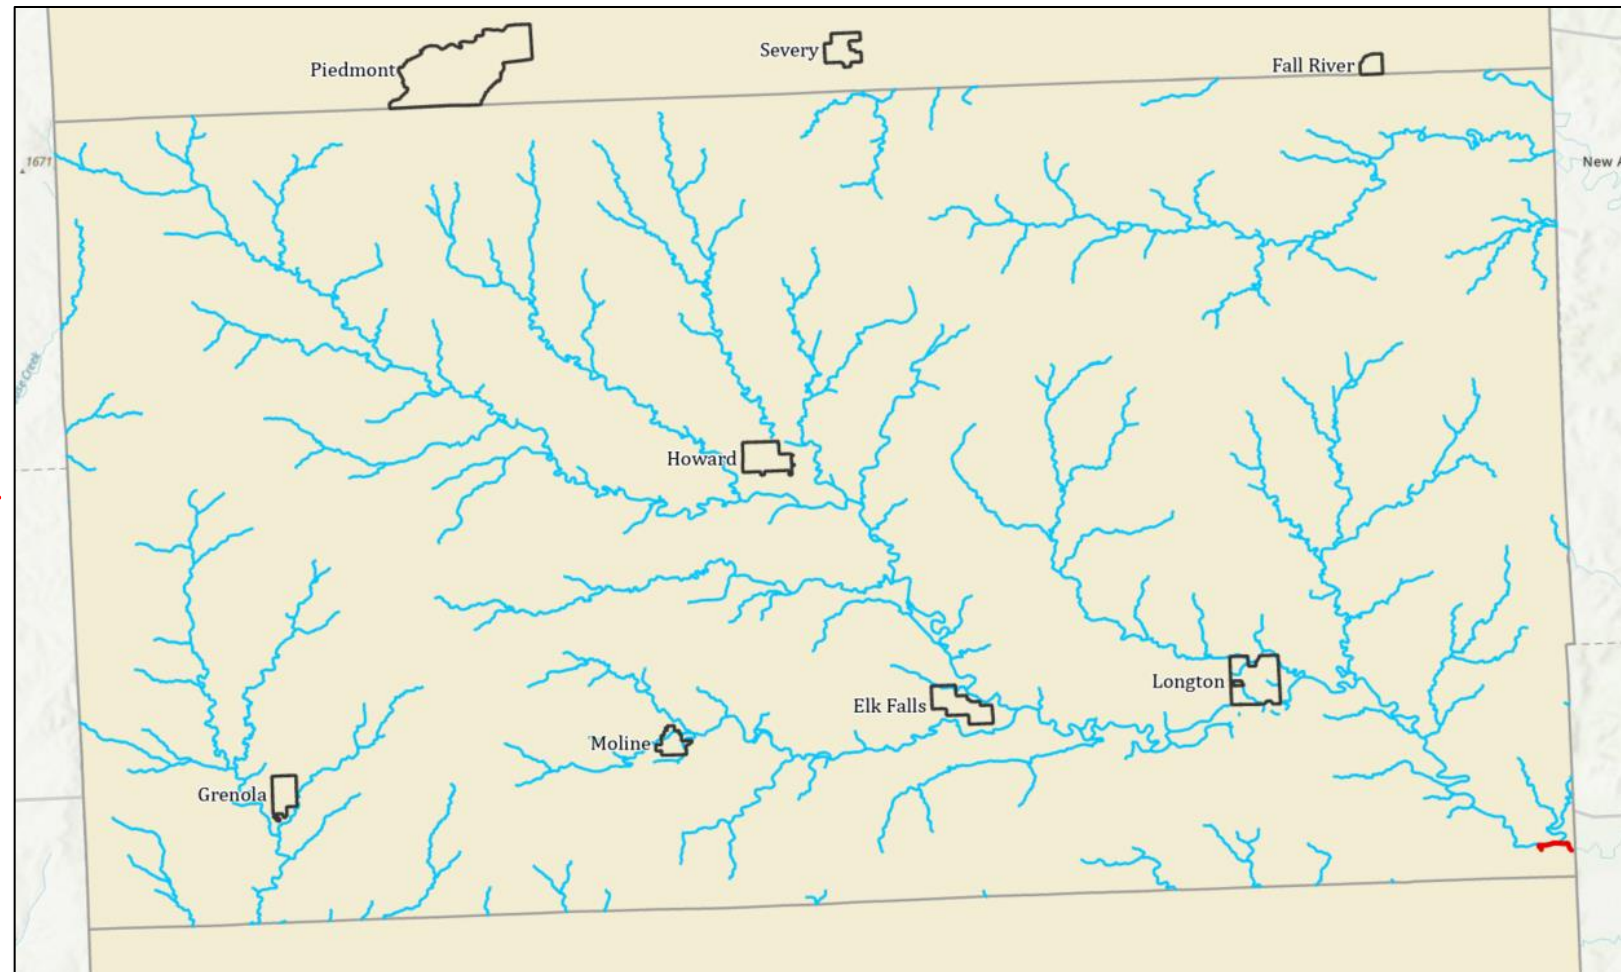 Piedmont
Severy
Fall River
1671
New A
Howard
Longton
Elk Falls
Moline
Grenola